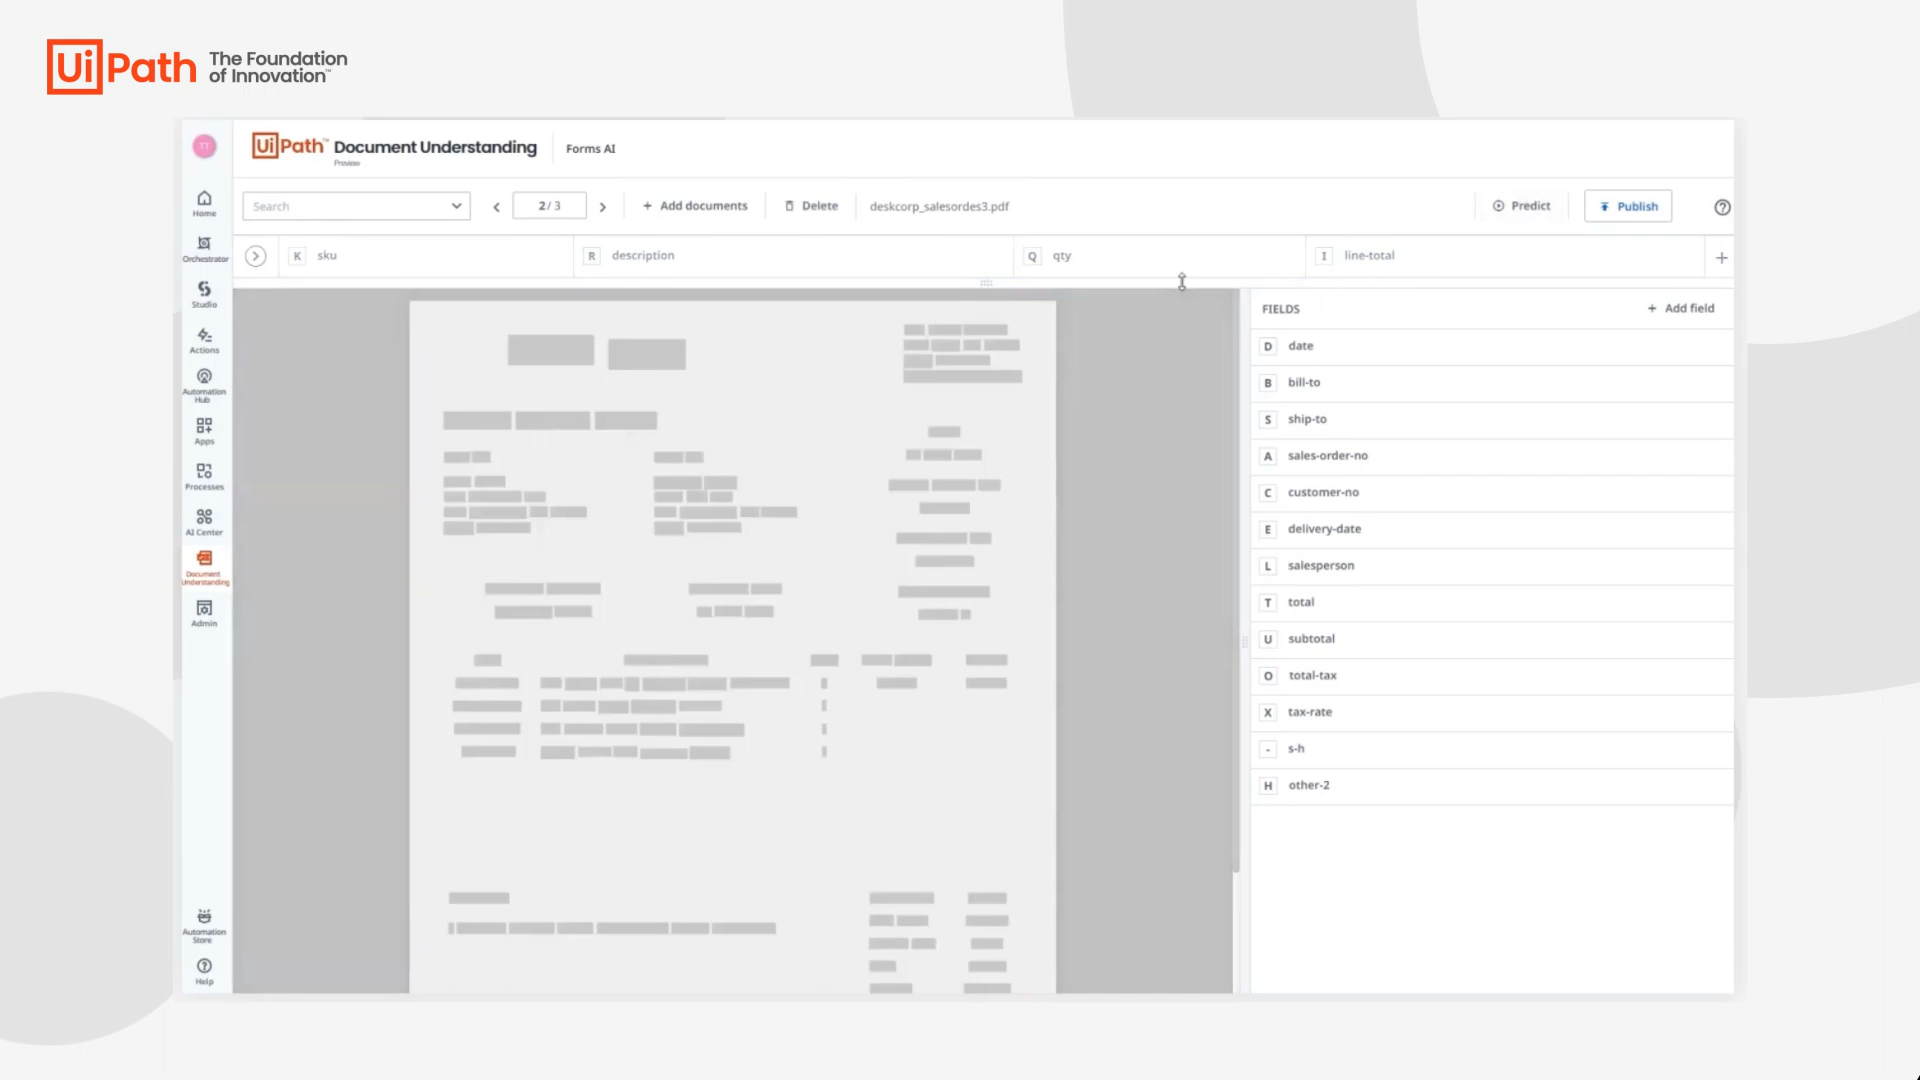 UiPath The Foundation of Innovation™
TT
UiPath™ Document Understanding Forms AI
Preview
Search
2 / 3
+ Add documents
Delete
deskcorp_salesordes3.pdf
Predict
Publish
K sku
R description
Q qty
I line-total
+
Home
Orchestrator
Studio
Actions
Automation Hub
Apps
Processes
AI Center
Document Understanding
Admin
Automation Store
Help
FIELDS
+ Add field
D date
B bill-to
S ship-to
A sales-order-no
C customer-no
E delivery-date
L salesperson
T total
U subtotal
O total-tax
X tax-rate
- s-h
H other-2